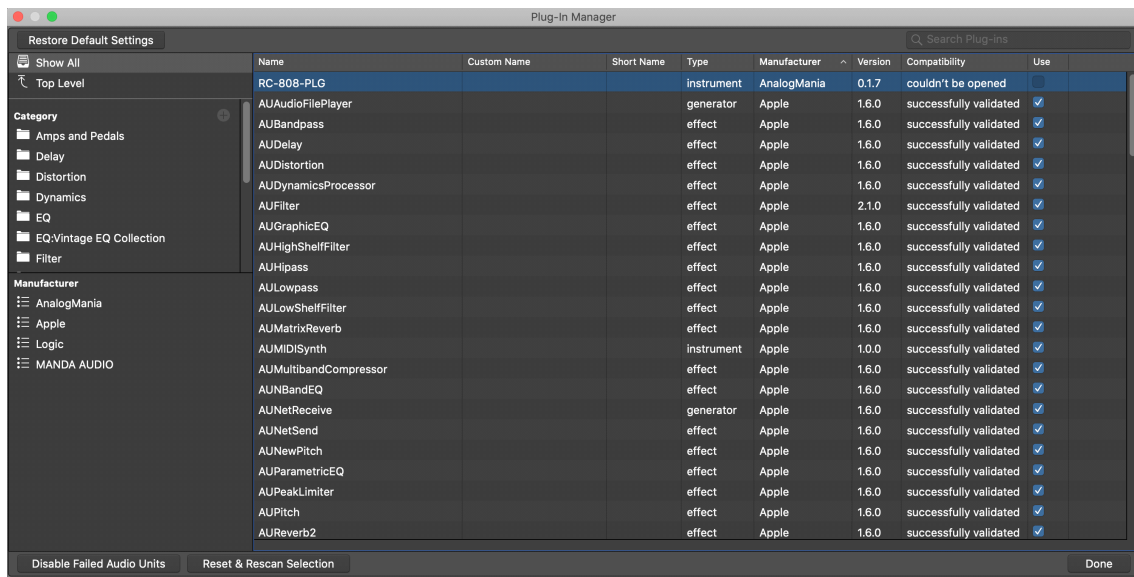 Plug-In Manager
Restore Default Settings
Search Plug-ins
Show All
Top Level
Category
Amps and Pedals
Delay
Distortion
Dynamics
EQ
EQ:Vintage EQ Collection
Filter
Manufacturer
AnalogMania
Apple
Logic
MANDA AUDIO
Name Custom Name Short Name Type Manufacturer Version Compatibility Use
RC-808-PLG instrument AnalogMania 0.1.7 couldn't be opened
AUAudioFilePlayer generator Apple 1.6.0 successfully validated
AUBandpass effect Apple 1.6.0 successfully validated
AUDelay effect Apple 1.6.0 successfully validated
AUDistortion effect Apple 1.6.0 successfully validated
AUDynamicsProcessor effect Apple 1.6.0 successfully validated
AUFilter effect Apple 2.1.0 successfully validated
AUGraphicEQ effect Apple 1.6.0 successfully validated
AUHighShelfFilter effect Apple 1.6.0 successfully validated
AUHipass effect Apple 1.6.0 successfully validated
AULowpass effect Apple 1.6.0 successfully validated
AULowShelfFilter effect Apple 1.6.0 successfully validated
AUMatrixReverb effect Apple 1.6.0 successfully validated
AUMIDISynth instrument Apple 1.0.0 successfully validated
AUMultibandCompressor effect Apple 1.6.0 successfully validated
AUNBandEQ effect Apple 1.6.0 successfully validated
AUNetReceive generator Apple 1.6.0 successfully validated
AUNetSend effect Apple 1.6.0 successfully validated
AUNewPitch effect Apple 1.6.0 successfully validated
AUParametricEQ effect Apple 1.6.0 successfully validated
AUPeakLimiter effect Apple 1.6.0 successfully validated
AUPitch effect Apple 1.6.0 successfully validated
AUReverb2 effect Apple 1.6.0 successfully validated
Disable Failed Audio Units
Reset & Rescan Selection
Done